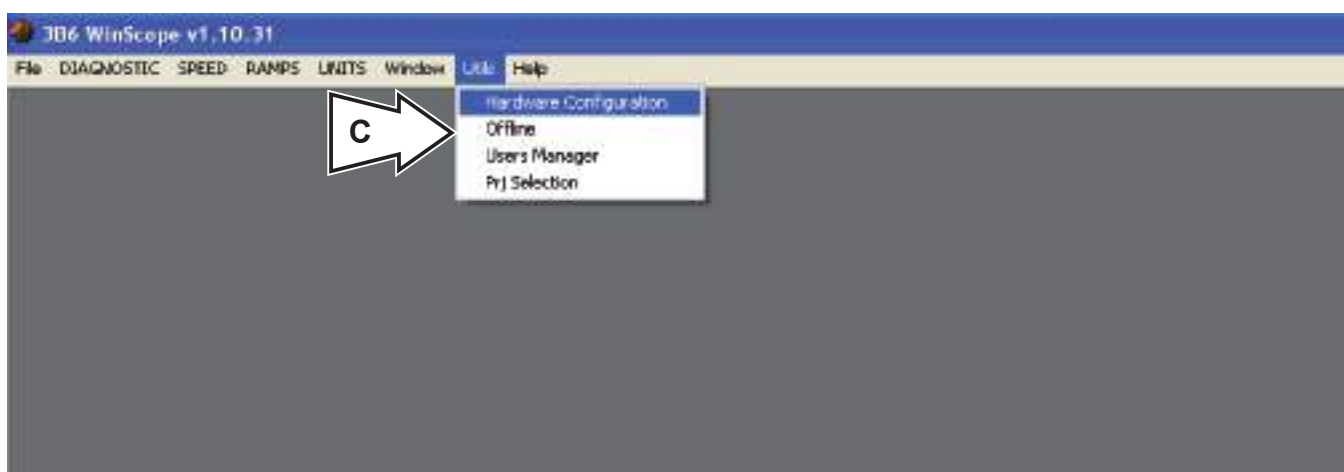 3B6 WinScope v1.10.31
File DIAGNOSTIC SPEED RAMPS UNITS Window Utils Help
Hardware Configuration
C
Offline
Users Manager
Prj Selection